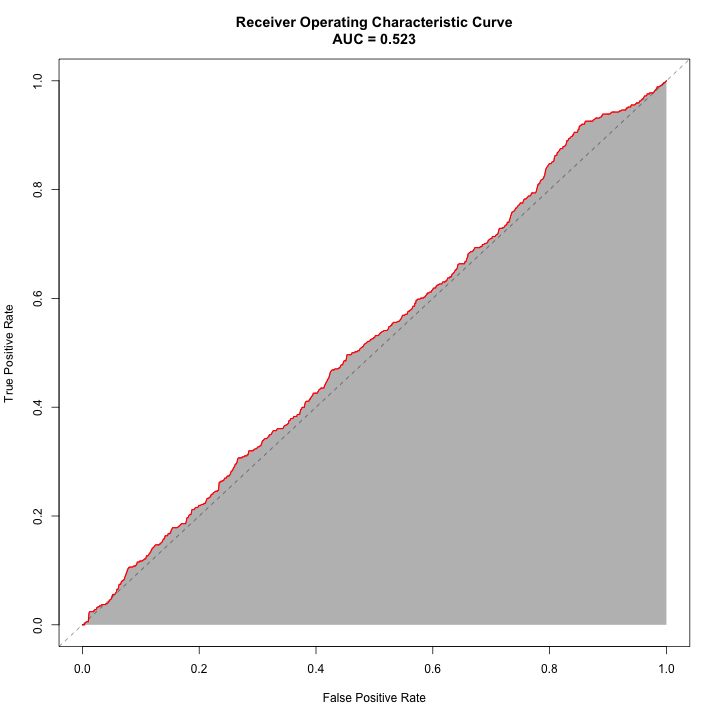 Receiver Operating Characteristic Curve
AUC = 0.523
True Positive Rate
1.0
0.8
0.6
0.4
0.2
0.0
0.0 0.2 0.4 0.6 0.8 1.0
False Positive Rate